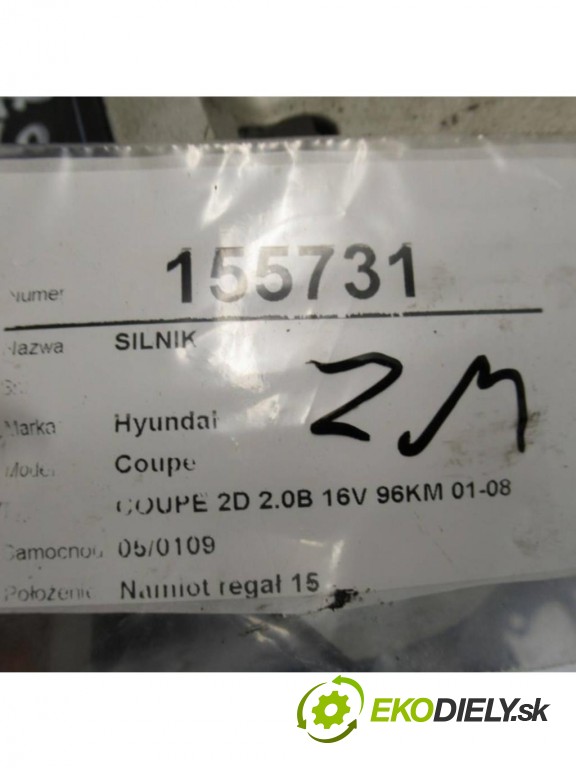 Numer 155731
Nazwa SILNIK
Marka Hyundai
Model Coupe
COUPE 2D 2.0B 16V 96KM 01-08
Samochód 05/0109
Położenie Namiot regał 15
ZM
EKODIELY.sk